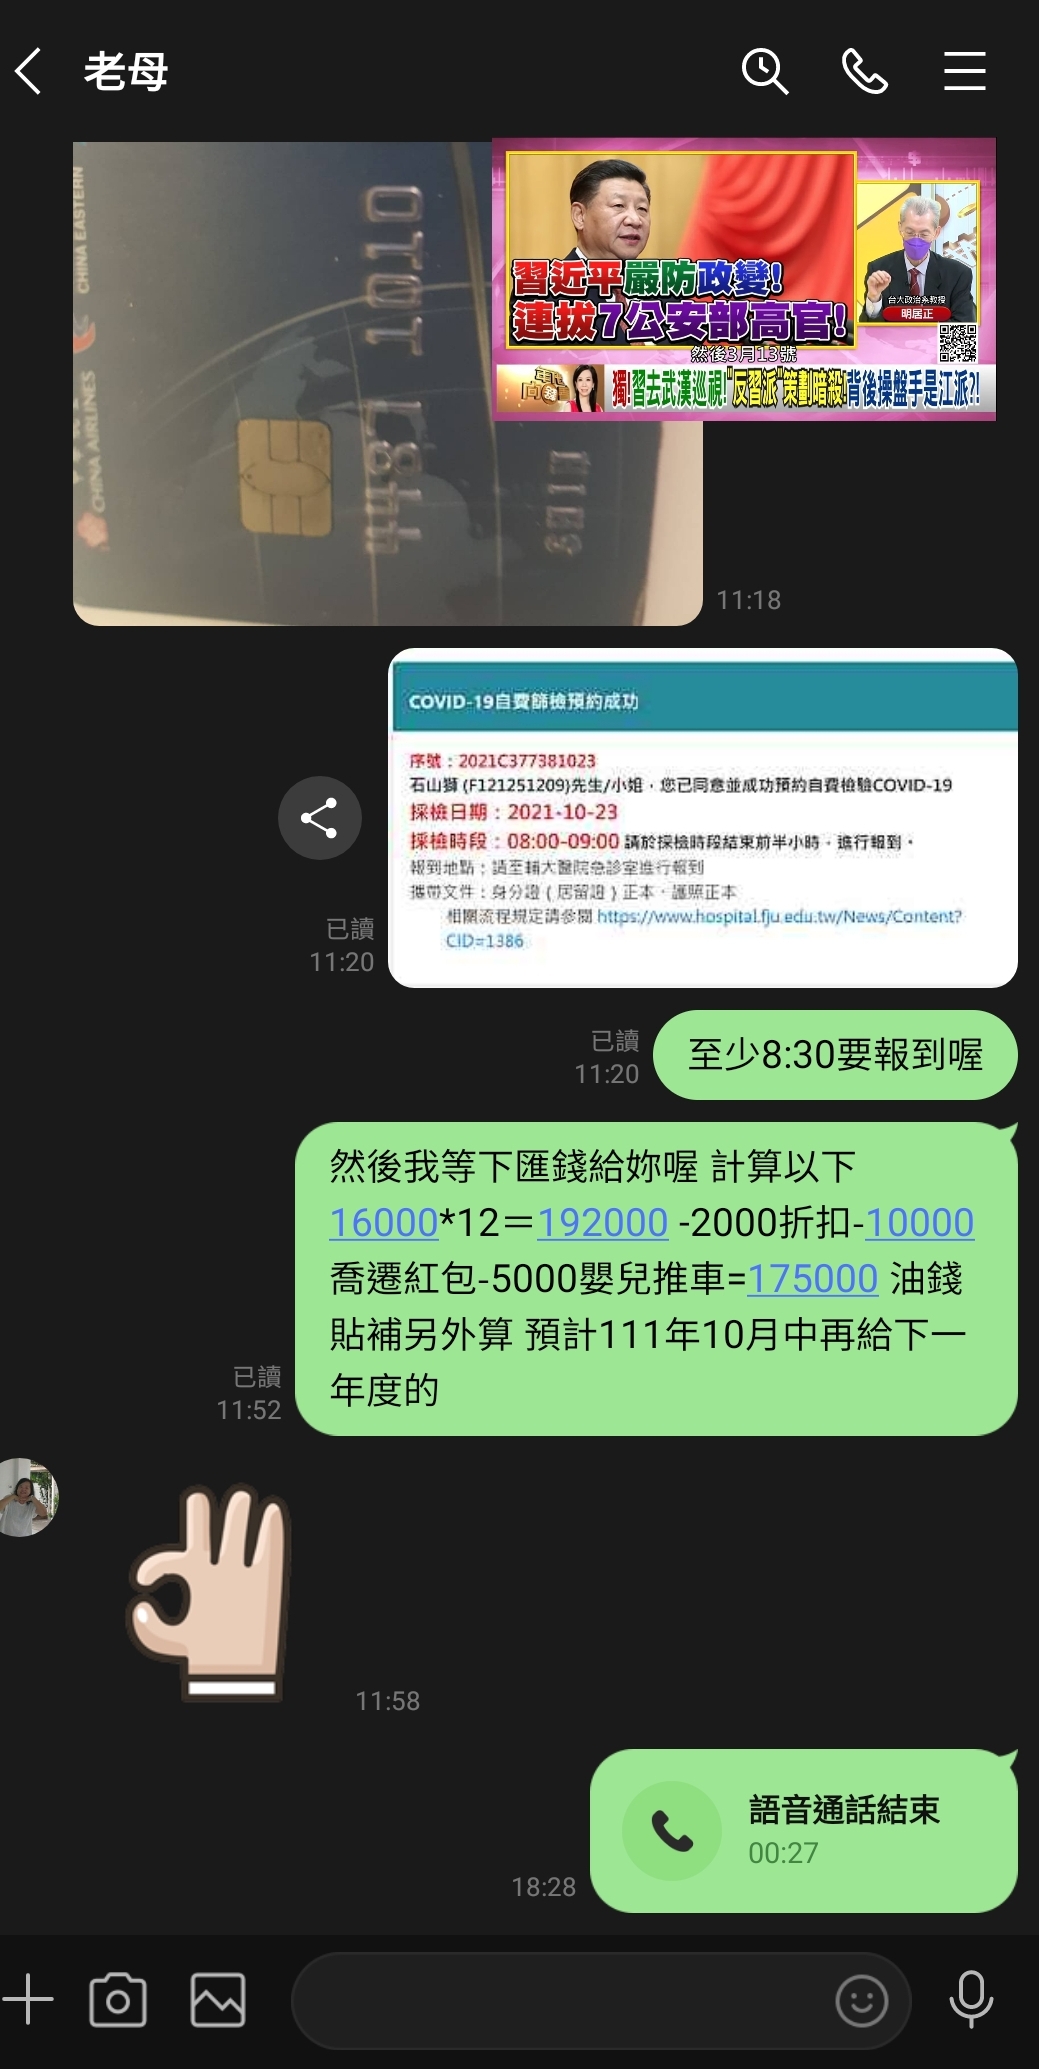 老母
CHINA EASTERN
CHINA AIRLINES
習近平嚴防政變!
連拔7公安部高官!
台大政治系教授
明居正
然後3月13號
獨!習去武漢巡視!"反習派"策劃暗殺!背後操盤手是江派?!
11:18
COVID-19自費篩檢預約成功
序號：2021C377381023
石山獅 (F121251209)先生/小姐，您已同意並成功預約自費檢驗COVID-19
採檢日期：2021-10-23
採檢時段：08:00-09:00 請於採檢時段結束前半小時，進行報到。
報到地點：請至輔大醫院急診室進行報到
攜帶文件：身分證 ( 居留證 ) 正本、護照正本
相關流程規定請參閱 https://www.hospital.fju.edu.tw/News/Content?
CID=1386
已讀
11:20
至少8:30要報到喔
已讀
11:20
然後我等下匯錢給妳喔 計算以下
16000*12＝192000 -2000折扣-10000
喬遷紅包-5000嬰兒推車=175000 油錢
貼補另外算 預計111年10月中再給下一
年度的
已讀
11:52
11:58
語音通話結束
00:27
18:28